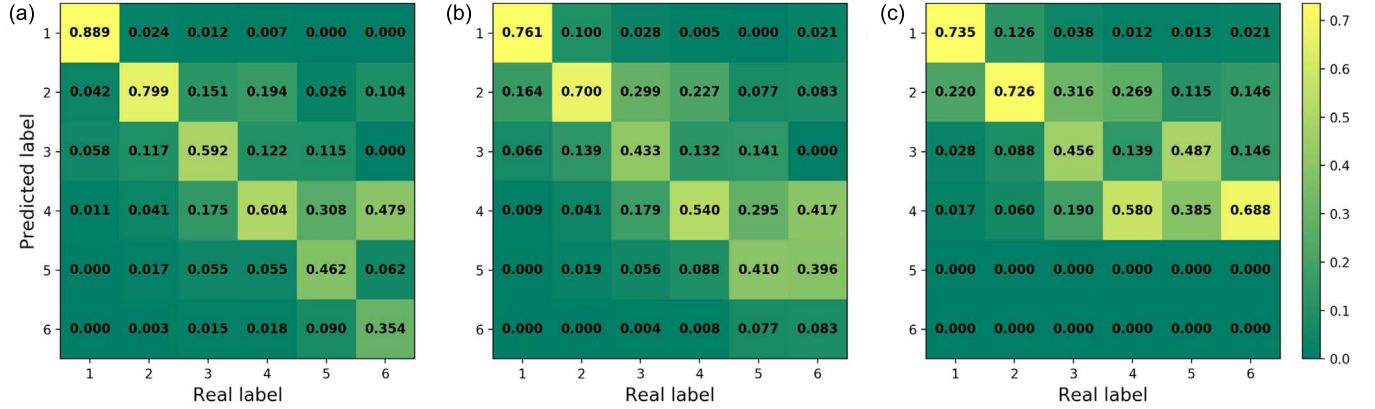 (a)
Predicted label
1 0.889 0.024 0.012 0.007 0.000 0.000
2 0.042 0.799 0.151 0.194 0.026 0.104
3 0.058 0.117 0.592 0.122 0.115 0.000
4 0.011 0.041 0.175 0.604 0.308 0.479
5 0.000 0.017 0.055 0.055 0.462 0.062
6 0.000 0.003 0.015 0.018 0.090 0.354
1 2 3 4 5 6
Real label
(b)
1 0.761 0.100 0.028 0.005 0.000 0.021
2 0.164 0.700 0.299 0.227 0.077 0.083
3 0.066 0.139 0.433 0.132 0.141 0.000
4 0.009 0.041 0.179 0.540 0.295 0.417
5 0.000 0.019 0.056 0.088 0.410 0.396
6 0.000 0.000 0.004 0.008 0.077 0.083
1 2 3 4 5 6
Real label
(c)
1 0.735 0.126 0.038 0.012 0.013 0.021
2 0.220 0.726 0.316 0.269 0.115 0.146
3 0.028 0.088 0.456 0.139 0.487 0.146
4 0.017 0.060 0.190 0.580 0.385 0.688
5 0.000 0.000 0.000 0.000 0.000 0.000
6 0.000 0.000 0.000 0.000 0.000 0.000
1 2 3 4 5 6
Real label
0.7
0.6
0.5
0.4
0.3
0.2
0.1
0.0